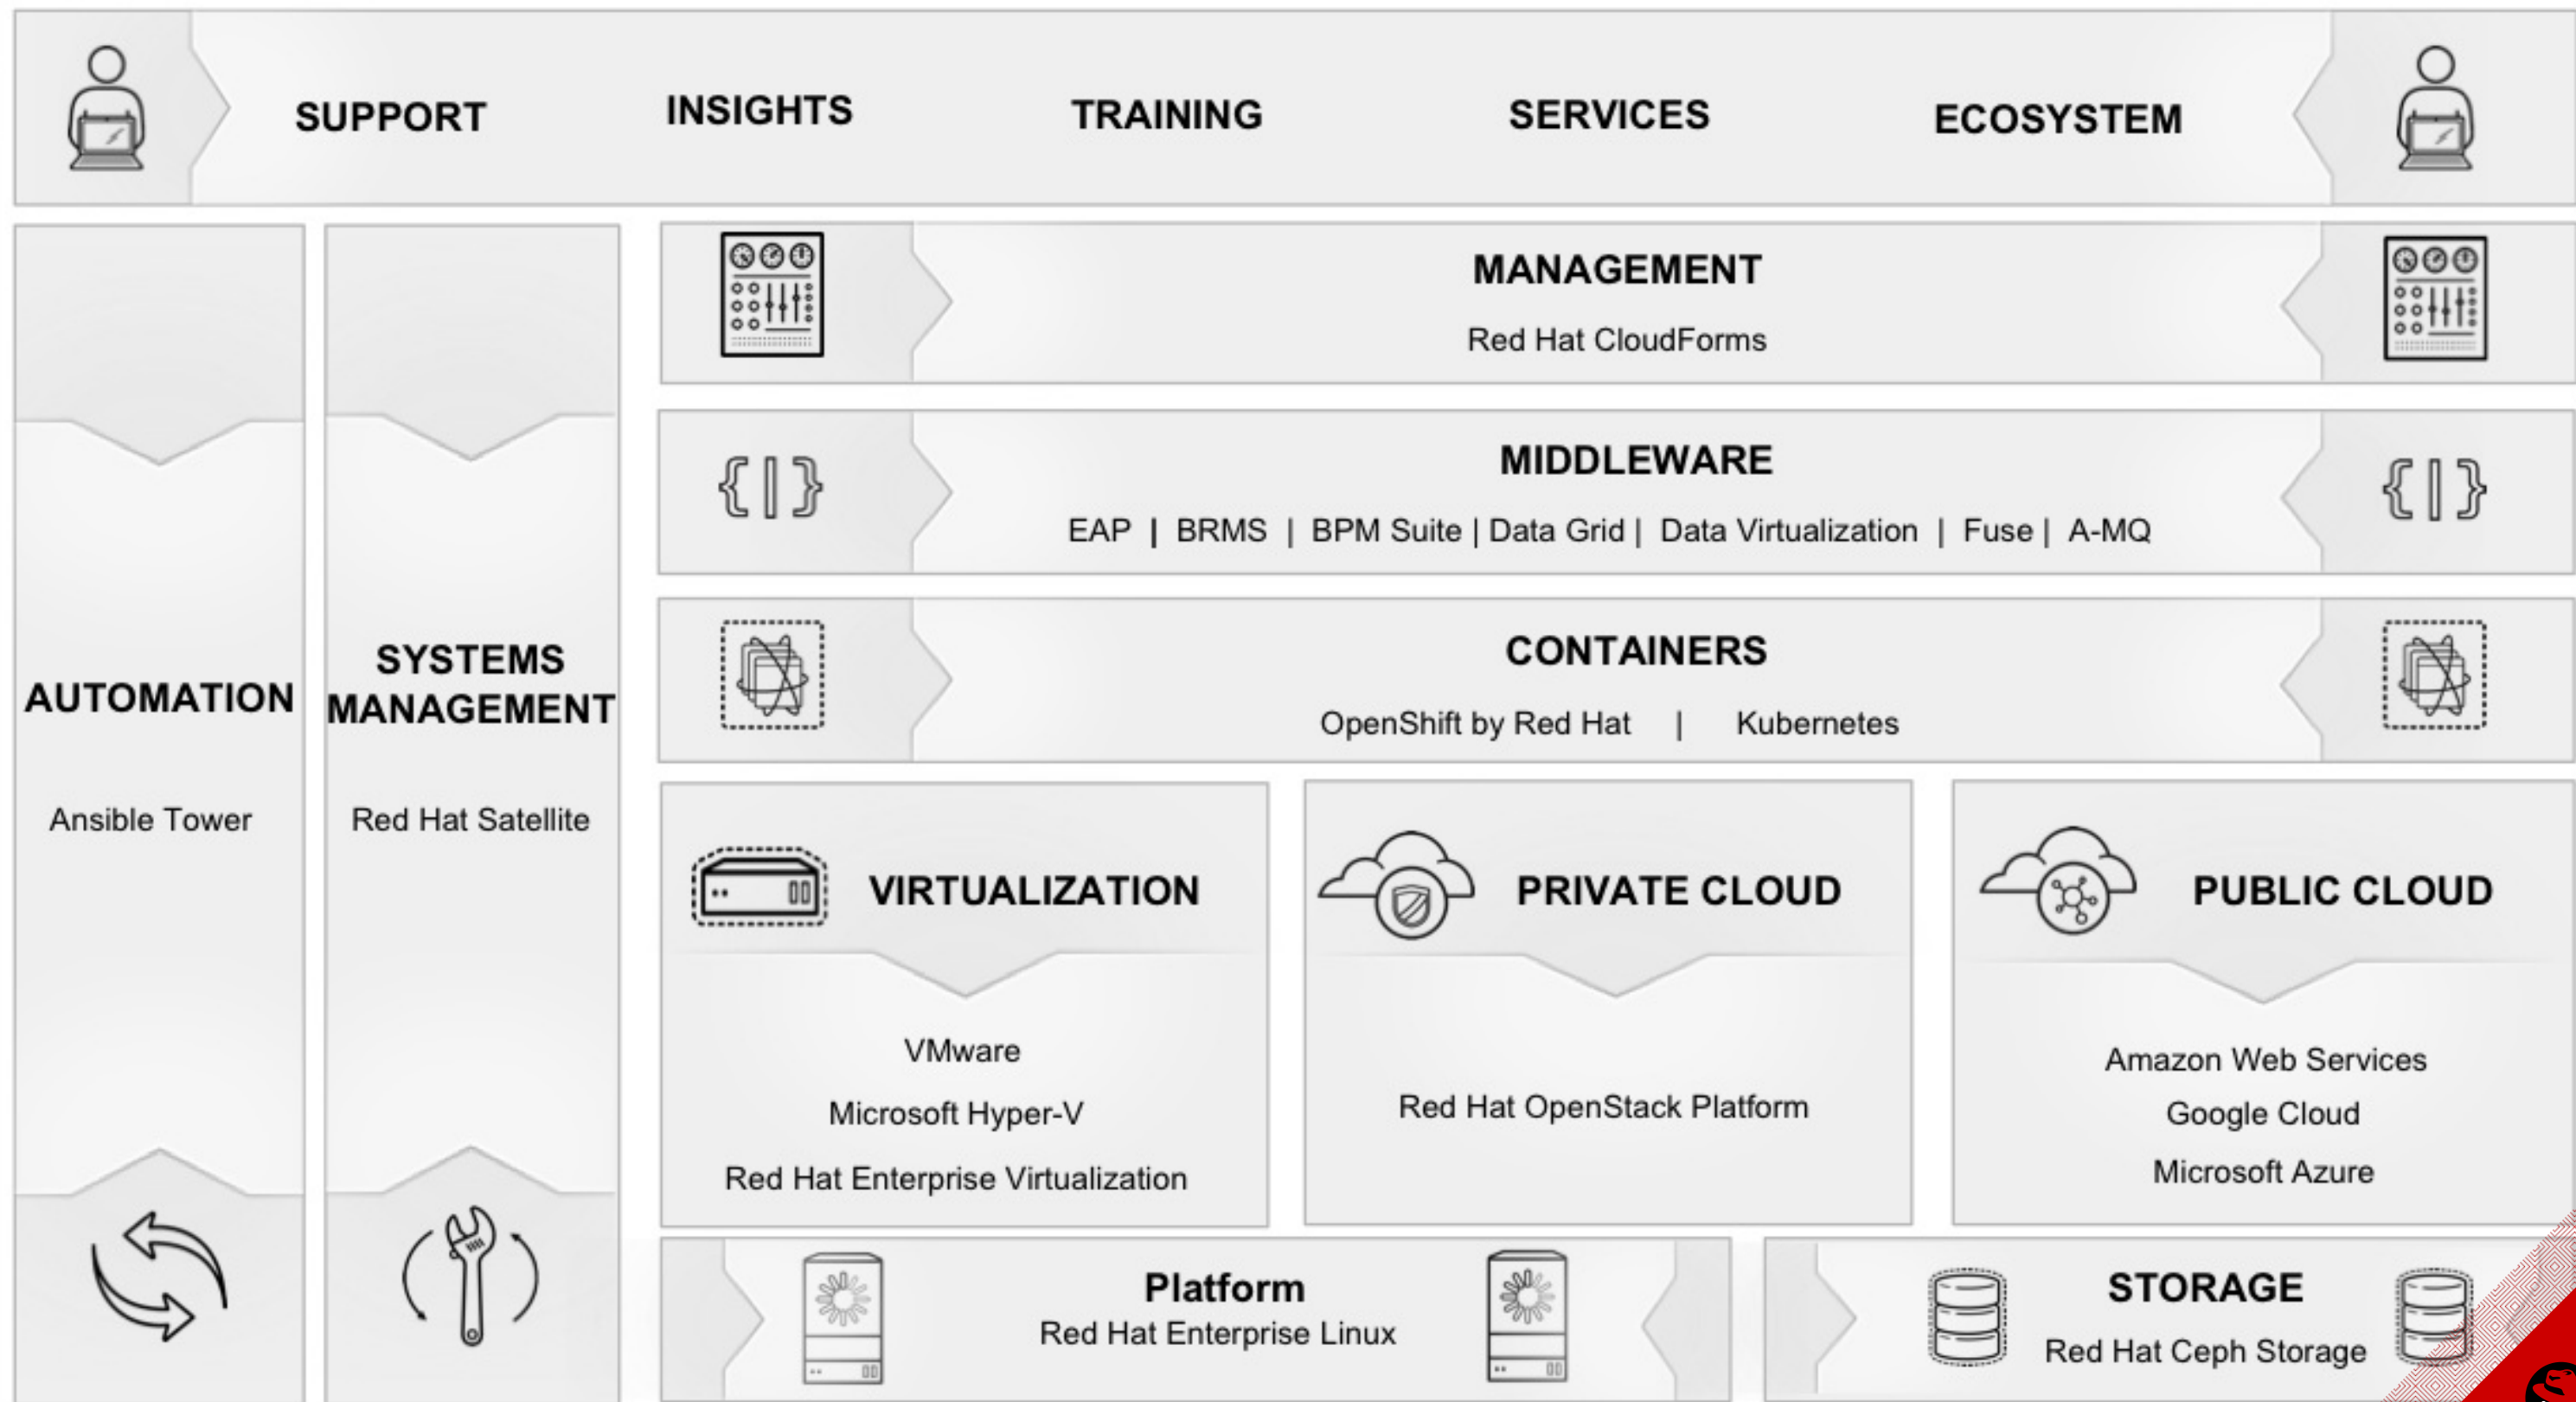 SUPPORT INSIGHTS TRAINING SERVICES ECOSYSTEM
AUTOMATION
Ansible Tower
SYSTEMS
MANAGEMENT
Red Hat Satellite
MANAGEMENT
Red Hat CloudForms
MIDDLEWARE
EAP | BRMS | BPM Suite | Data Grid | Data Virtualization | Fuse | A-MQ
CONTAINERS
OpenShift by Red Hat | Kubernetes
VIRTUALIZATION
VMware
Microsoft Hyper-V
Red Hat Enterprise Virtualization
PRIVATE CLOUD
Red Hat OpenStack Platform
PUBLIC CLOUD
Amazon Web Services
Google Cloud
Microsoft Azure
Platform
Red Hat Enterprise Linux
STORAGE
Red Hat Ceph Storage